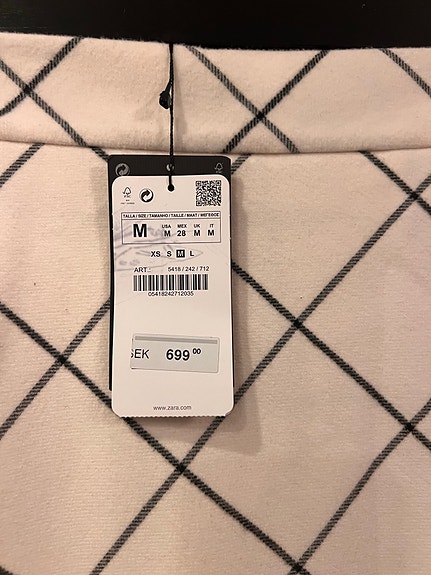 TALLA / SIZE / TAMANHO / TAILLE / MAAT / ΜΕΓΕΘΟΣ
M
USA MEX UK IT
M 28 M M
XS S M L
ART.: 5418 / 242 / 712
05418242712035
SEK 699 00
www.zara.com